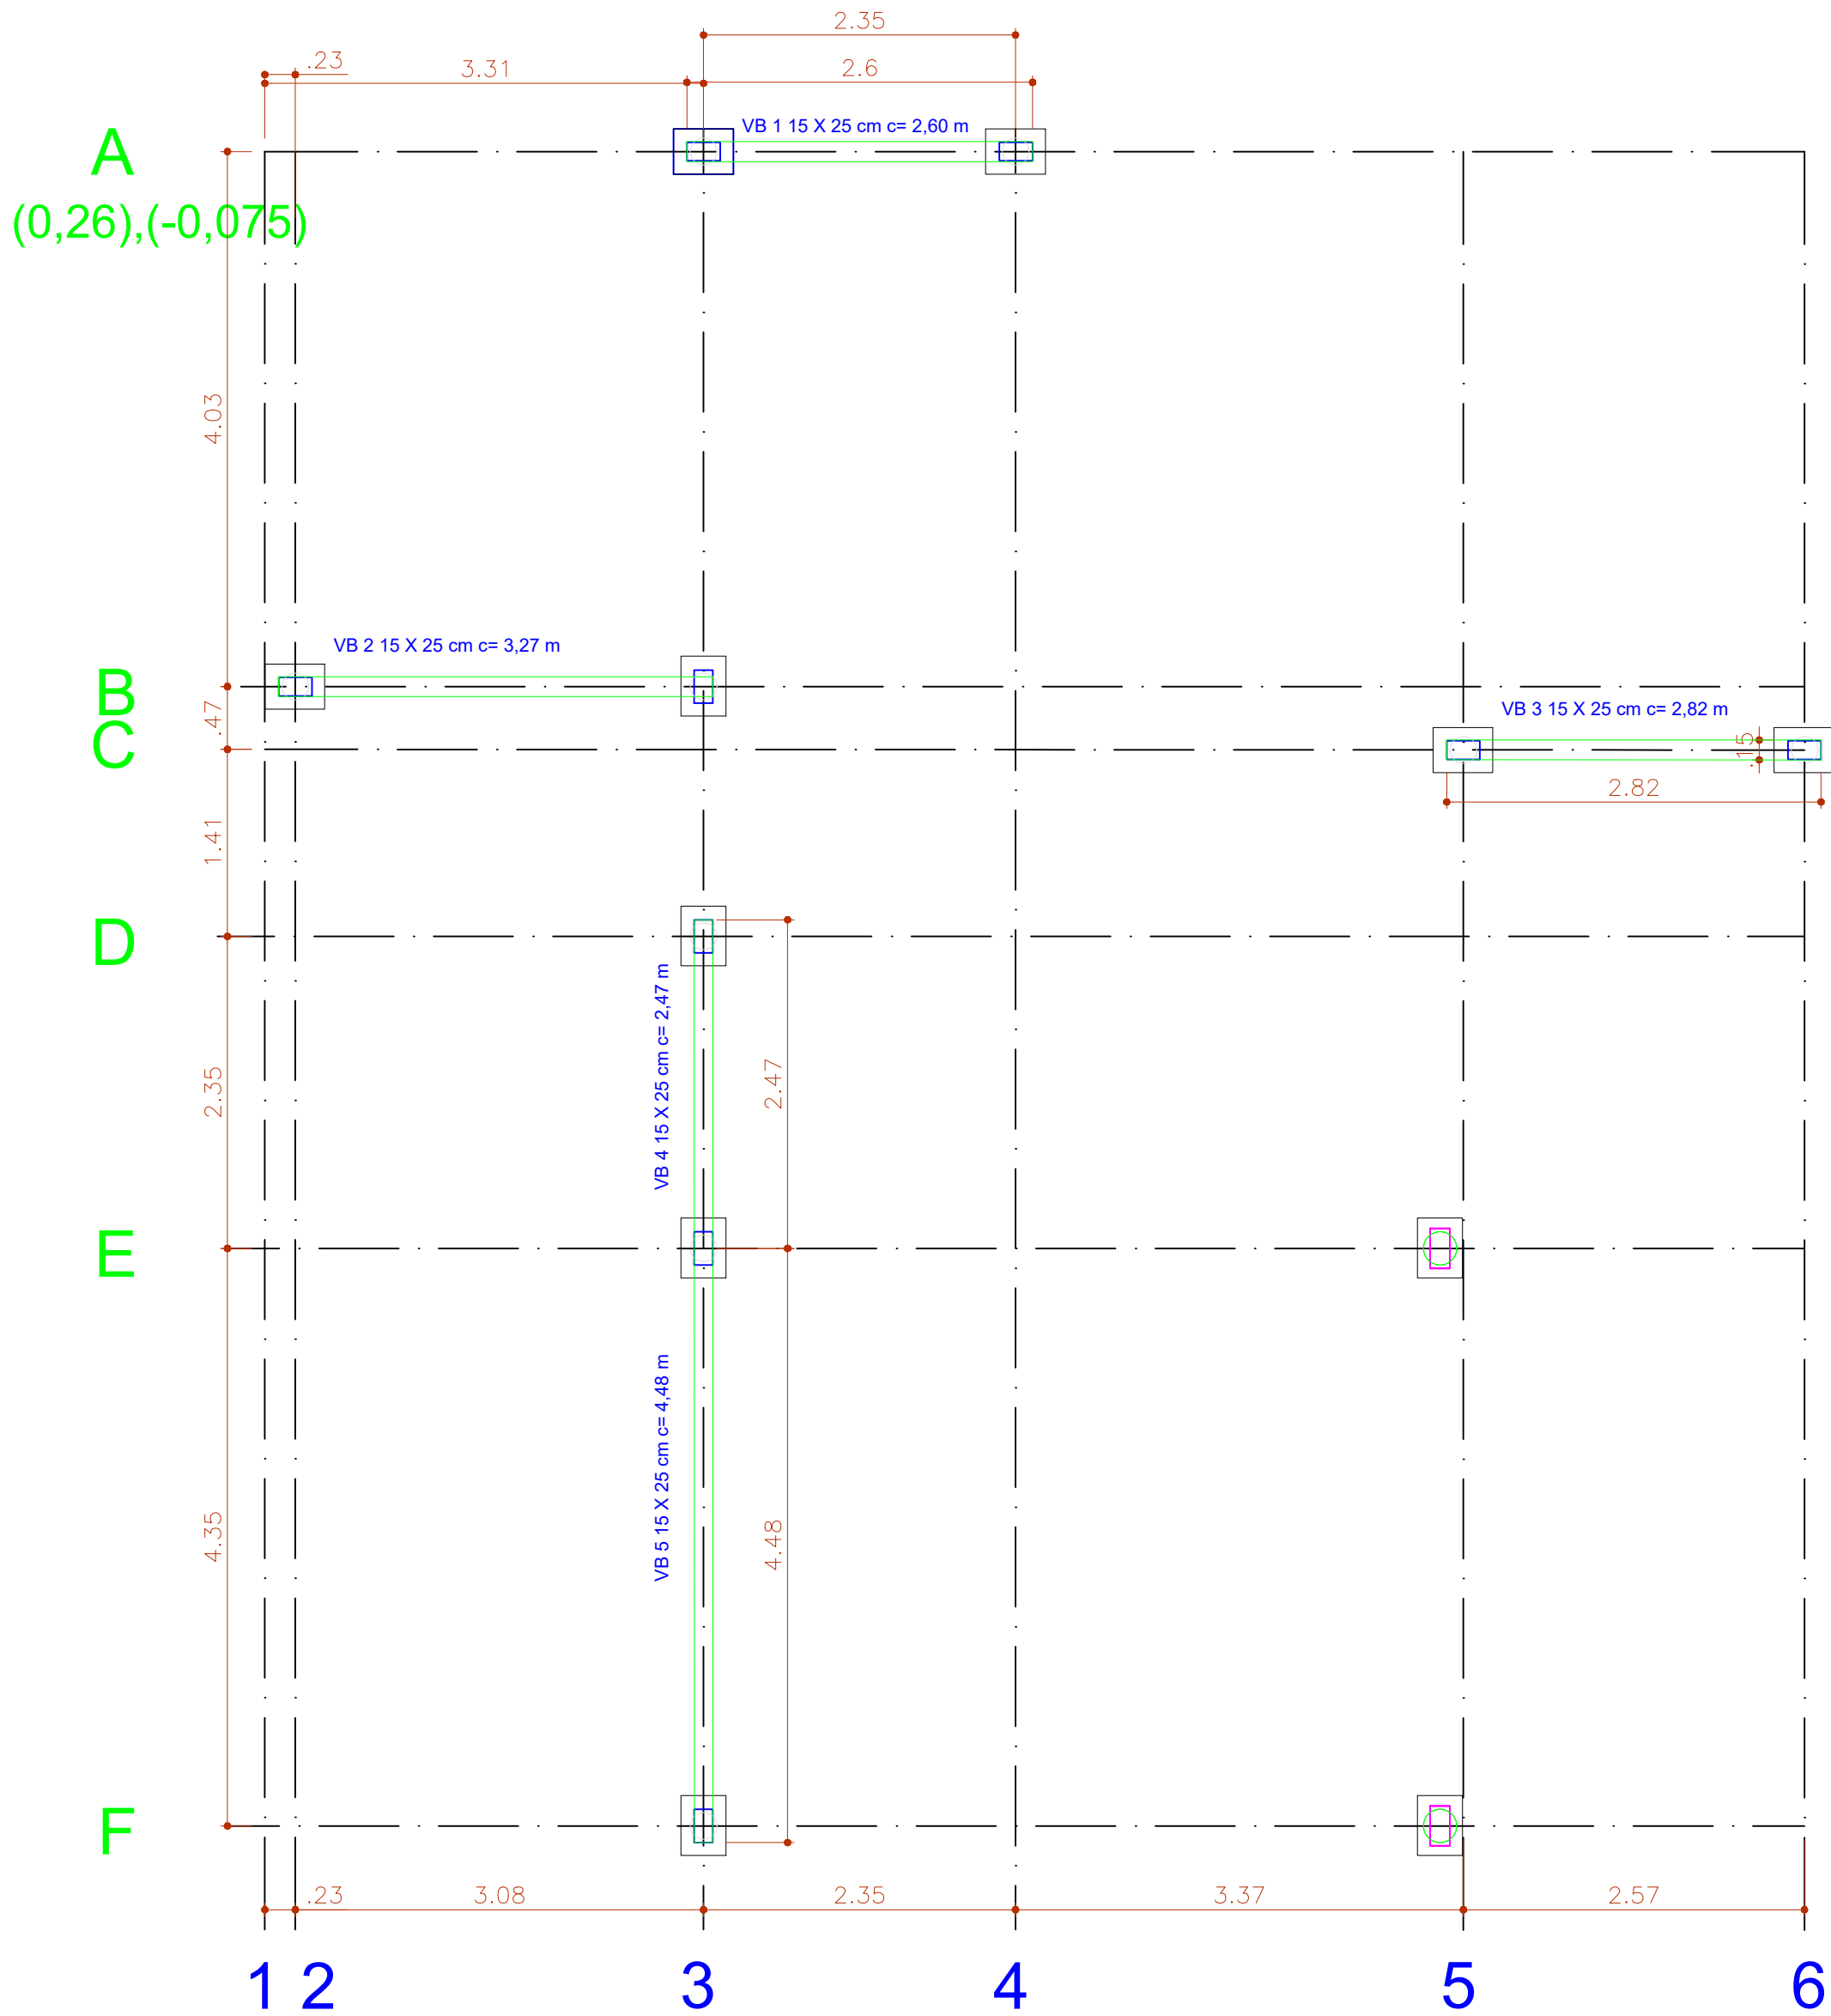 2.35
.23
3.31
2.6
A
VB 1 15 X 25 cm c= 2,60 m
(0,26),(-0,075)
4.03
VB 2 15 X 25 cm c= 3,27 m
B
.47
VB 3 15 X 25 cm c= 2,82 m
C
.15
2.82
1.41
D
VB 4 15 X 25 cm c= 2,47 m
2.47
2.35
E
VB 5 15 X 25 cm c= 4,48 m
4.48
4.35
F
.23
3.08
2.35
3.37
2.57
1 2 3 4 5 6